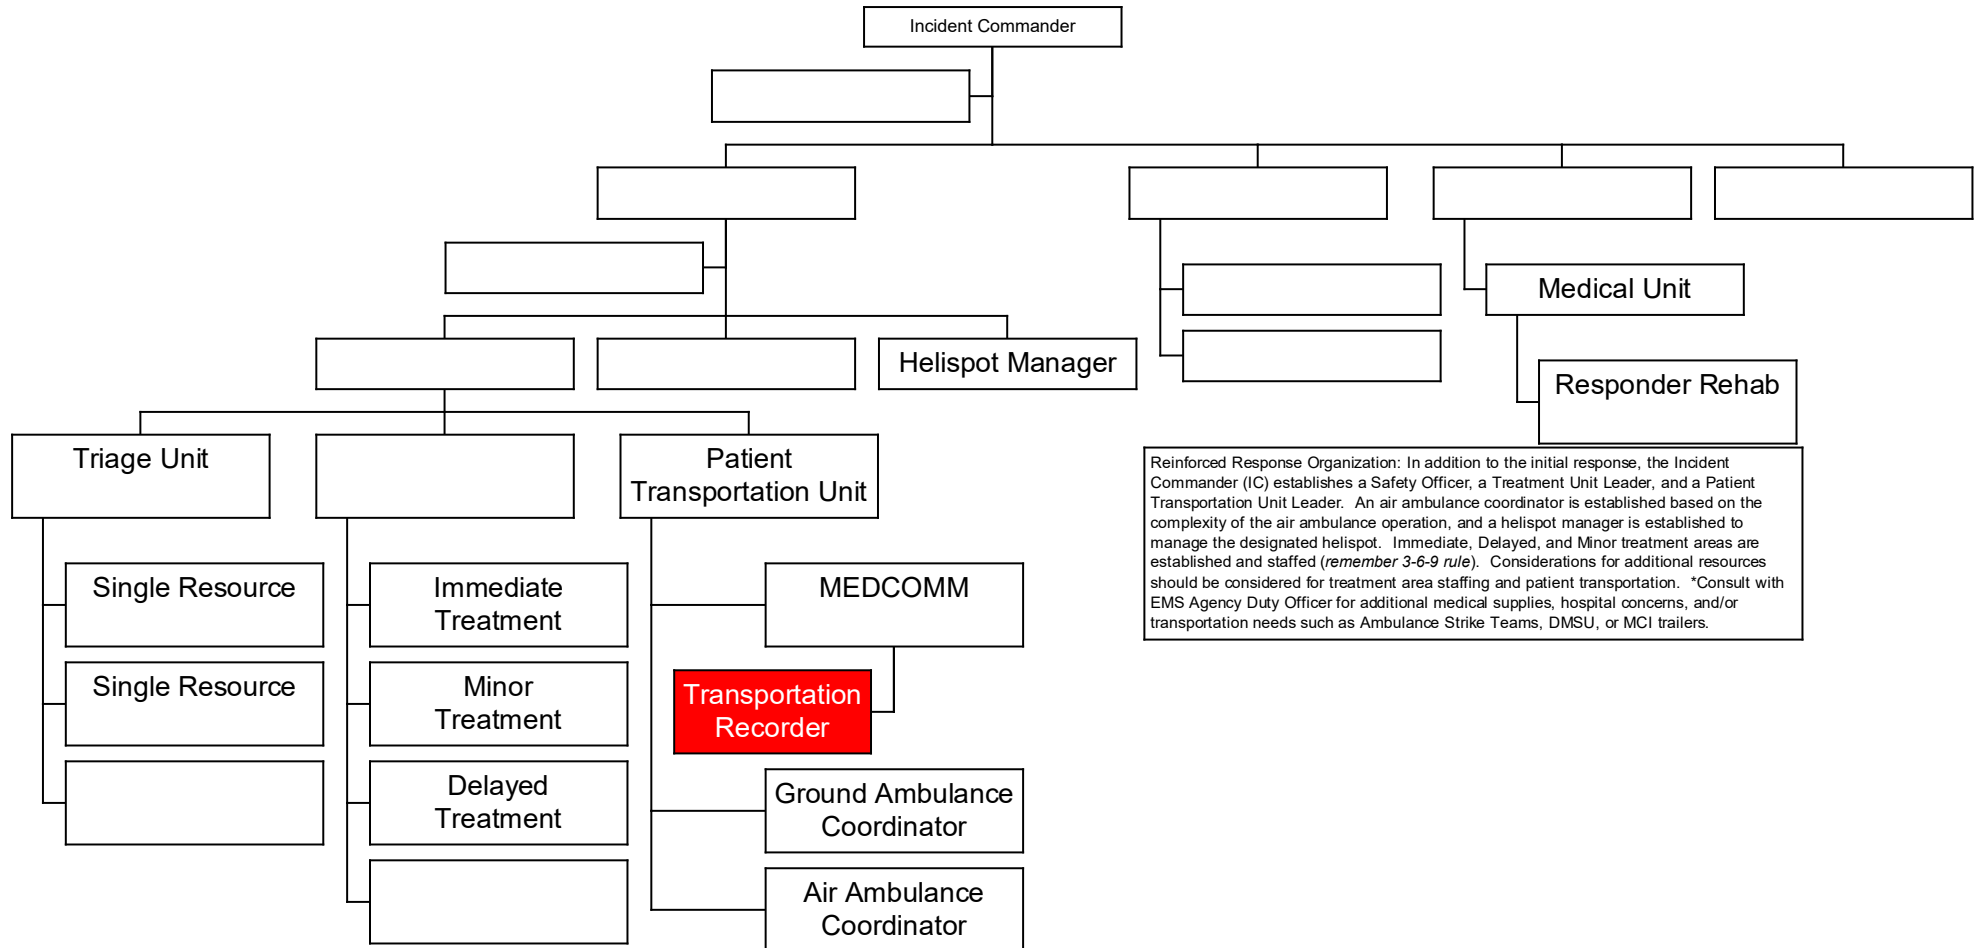 Incident Commander
Helispot Manager
Medical Unit
Responder Rehab
Triage Unit
Patient
Transportation Unit
Reinforced Response Organization: In addition to the initial response, the Incident
Commander (IC) establishes a Safety Officer, a Treatment Unit Leader, and a Patient
Transportation Unit Leader. An air ambulance coordinator is established based on the
complexity of the air ambulance operation, and a helispot manager is established to
manage the designated helispot. Immediate, Delayed, and Minor treatment areas are
established and staffed (remember 3-6-9 rule). Considerations for additional resources
should be considered for treatment area staffing and patient transportation. *Consult with
EMS Agency Duty Officer for additional medical supplies, hospital concerns, and/or
transportation needs such as Ambulance Strike Teams, DMSU, or MCI trailers.
Single Resource
Immediate
Treatment
MEDCOMM
Single Resource
Minor
Treatment
Transportation
Recorder
Delayed
Treatment
Ground Ambulance
Coordinator
Air Ambulance
Coordinator